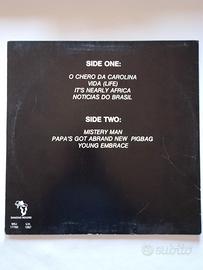 SIDE ONE:
O CHERO DA CAROLINA
VIDA (LIFE)
IT'S NEARLY AFRICA
NOTICIAS DO BRASIL
SIDE TWO:
MISTERY MAN
PAPA'S GOT ABRAND NEW PIGBAG
YOUNG EMBRACE
subito